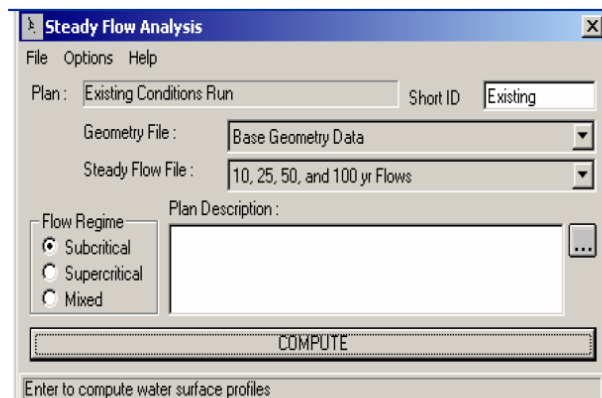 Steady Flow Analysis
File Options Help
Plan : Existing Conditions Run Short ID Existing
Geometry File : Base Geometry Data
Steady Flow File : 10, 25, 50, and 100 yr Flows
Flow Regime Plan Description :
Subcritical ...
Supercritical
Mixed
COMPUTE
Enter to compute water surface profiles